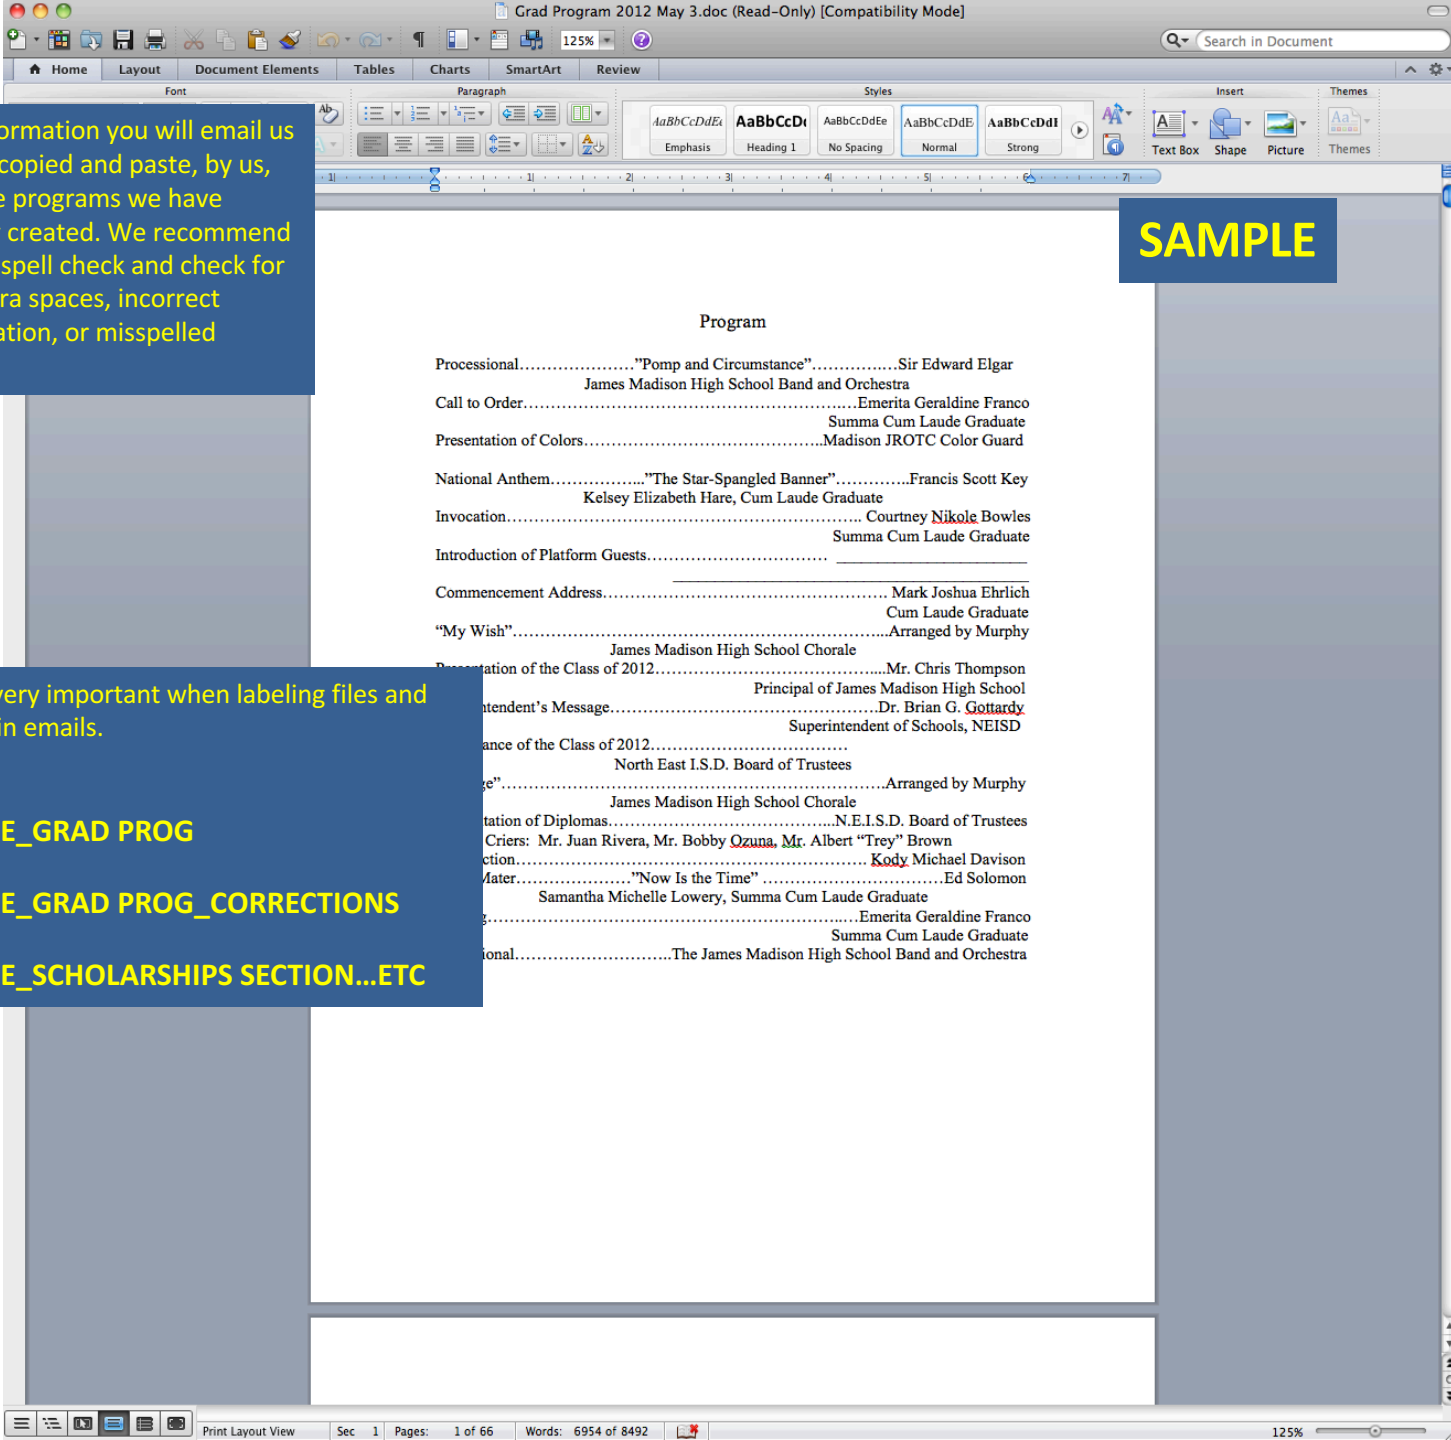 Grad Program 2012 May 3.doc (Read-Only) [Compatibility Mode]
125%
Search in Document
Home Layout Document Elements Tables Charts SmartArt Review
Font Paragraph Styles Insert Themes
AaBbCcDdEe AaBbCcDd AaBbCcDdEe AaBbCcDdE AaBbCcDdE
Emphasis Heading 1 No Spacing Normal Strong
Text Box Shape Picture Themes
ormation you will email us
copied and paste, by us,
e programs we have
created. We recommend
spell check and check for
ra spaces, incorrect
ation, or misspelled
SAMPLE
Program
Processional…………………”Pomp and Circumstance”………….…Sir Edward Elgar
James Madison High School Band and Orchestra
Call to Order………………………………………………….…Emerita Geraldine Franco
Summa Cum Laude Graduate
Presentation of Colors……………………………………..Madison JROTC Color Guard
National Anthem……………...”The Star-Spangled Banner”…………..Francis Scott Key
Kelsey Elizabeth Hare, Cum Laude Graduate
Invocation……………………………………………………….. Courtney Nikole Bowles
Summa Cum Laude Graduate
Introduction of Platform Guests…………………………… _______________________
___________________________________________
Commencement Address……………………………………………. Mark Joshua Ehrlich
Cum Laude Graduate
“My Wish”…………………………………………………………...Arranged by Murphy
James Madison High School Chorale
Presentation of the Class of 2012…………………………………....Mr. Chris Thompson
Principal of James Madison High School
ntendent’s Message………………………………………….Dr. Brian G. Gottardy
Superintendent of Schools, NEISD
ance of the Class of 2012………………………………
North East I.S.D. Board of Trustees
ge”…………………………………………………………….Arranged by Murphy
James Madison High School Chorale
tation of Diplomas…………………………………...N.E.I.S.D. Board of Trustees
Criers: Mr. Juan Rivera, Mr. Bobby Ozuna, Mr. Albert “Trey” Brown
ction………………………………………………………. Kody Michael Davison
Mater…………………”Now Is the Time” ……………………………Ed Solomon
Samantha Michelle Lowery, Summa Cum Laude Graduate
g………………………………………………………..…Emerita Geraldine Franco
Summa Cum Laude Graduate
ional………………………..The James Madison High School Band and Orchestra
very important when labeling files and
in emails.
E_GRAD PROG
E_GRAD PROG_CORRECTIONS
E_SCHOLARSHIPS SECTION…ETC
Print Layout View Sec 1 Pages: 1 of 66 Words: 6954 of 8492 125%